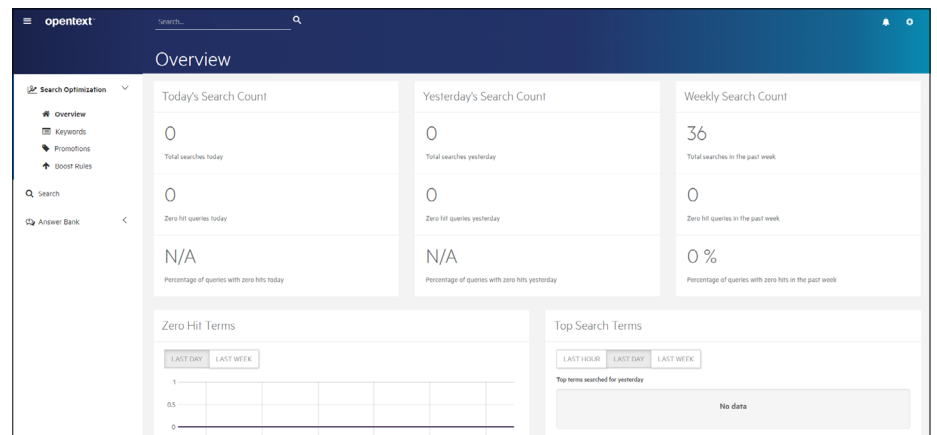 opentext™
Search...
Overview
Search Optimization
Overview
Keywords
Promotions
Boost Rules
Search
Answer Bank
Today's Search Count
0
Total searches today
0
Zero hit queries today
N/A
Percentage of queries with zero hits today
Yesterday's Search Count
0
Total searches yesterday
0
Zero hit queries yesterday
N/A
Percentage of queries with zero hits yesterday
Weekly Search Count
36
Total searches in the past week
0
Zero hit queries in the past week
0 %
Percentage of queries with zero hits in the past week
Zero Hit Terms
LAST DAY LAST WEEK
1
0.5
0
Top Search Terms
LAST HOUR LAST DAY LAST WEEK
Top terms searched for yesterday
No data